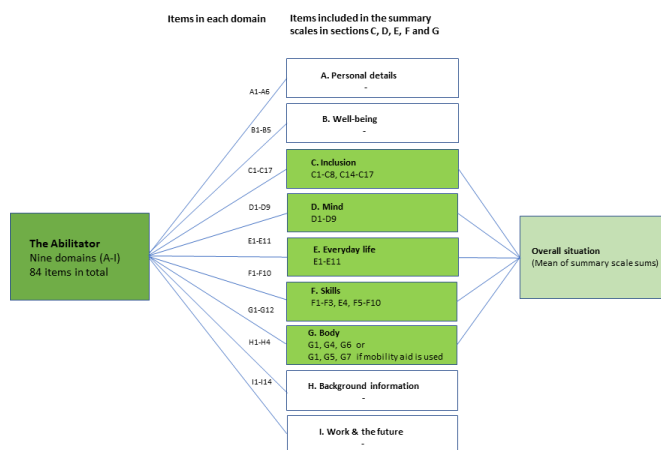 Items in each domain
Items included in the summary
scales in sections C, D, E, F and G
A1-A6
B1-B5
C1-C17
D1-D9
E1-E11
F1-F10
G1-G12
H1-H4
I1-I14
The Abilitator
Nine domains (A-I)
84 items in total
A. Personal details
-
B. Well-being
-
C. Inclusion
C1-C8, C14-C17
D. Mind
D1-D9
E. Everyday life
E1-E11
F. Skills
F1-F3, E4, F5-F10
G. Body
G1, G4, G6 or
G1, G5, G7 if mobility aid is used
H. Background information
-
I. Work & the future
-
Overall situation
(Mean of summary scale sums)